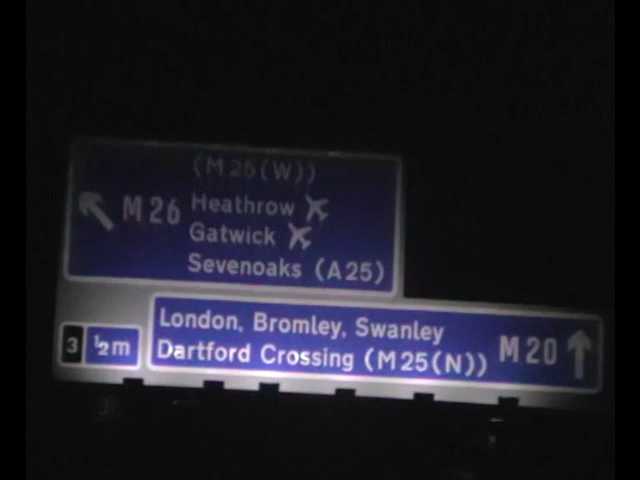 (M25(W))
M26 Heathrow
Gatwick
Sevenoaks (A25)
London, Bromley, Swanley
Dartford Crossing (M25(N))
M20
3 ½m